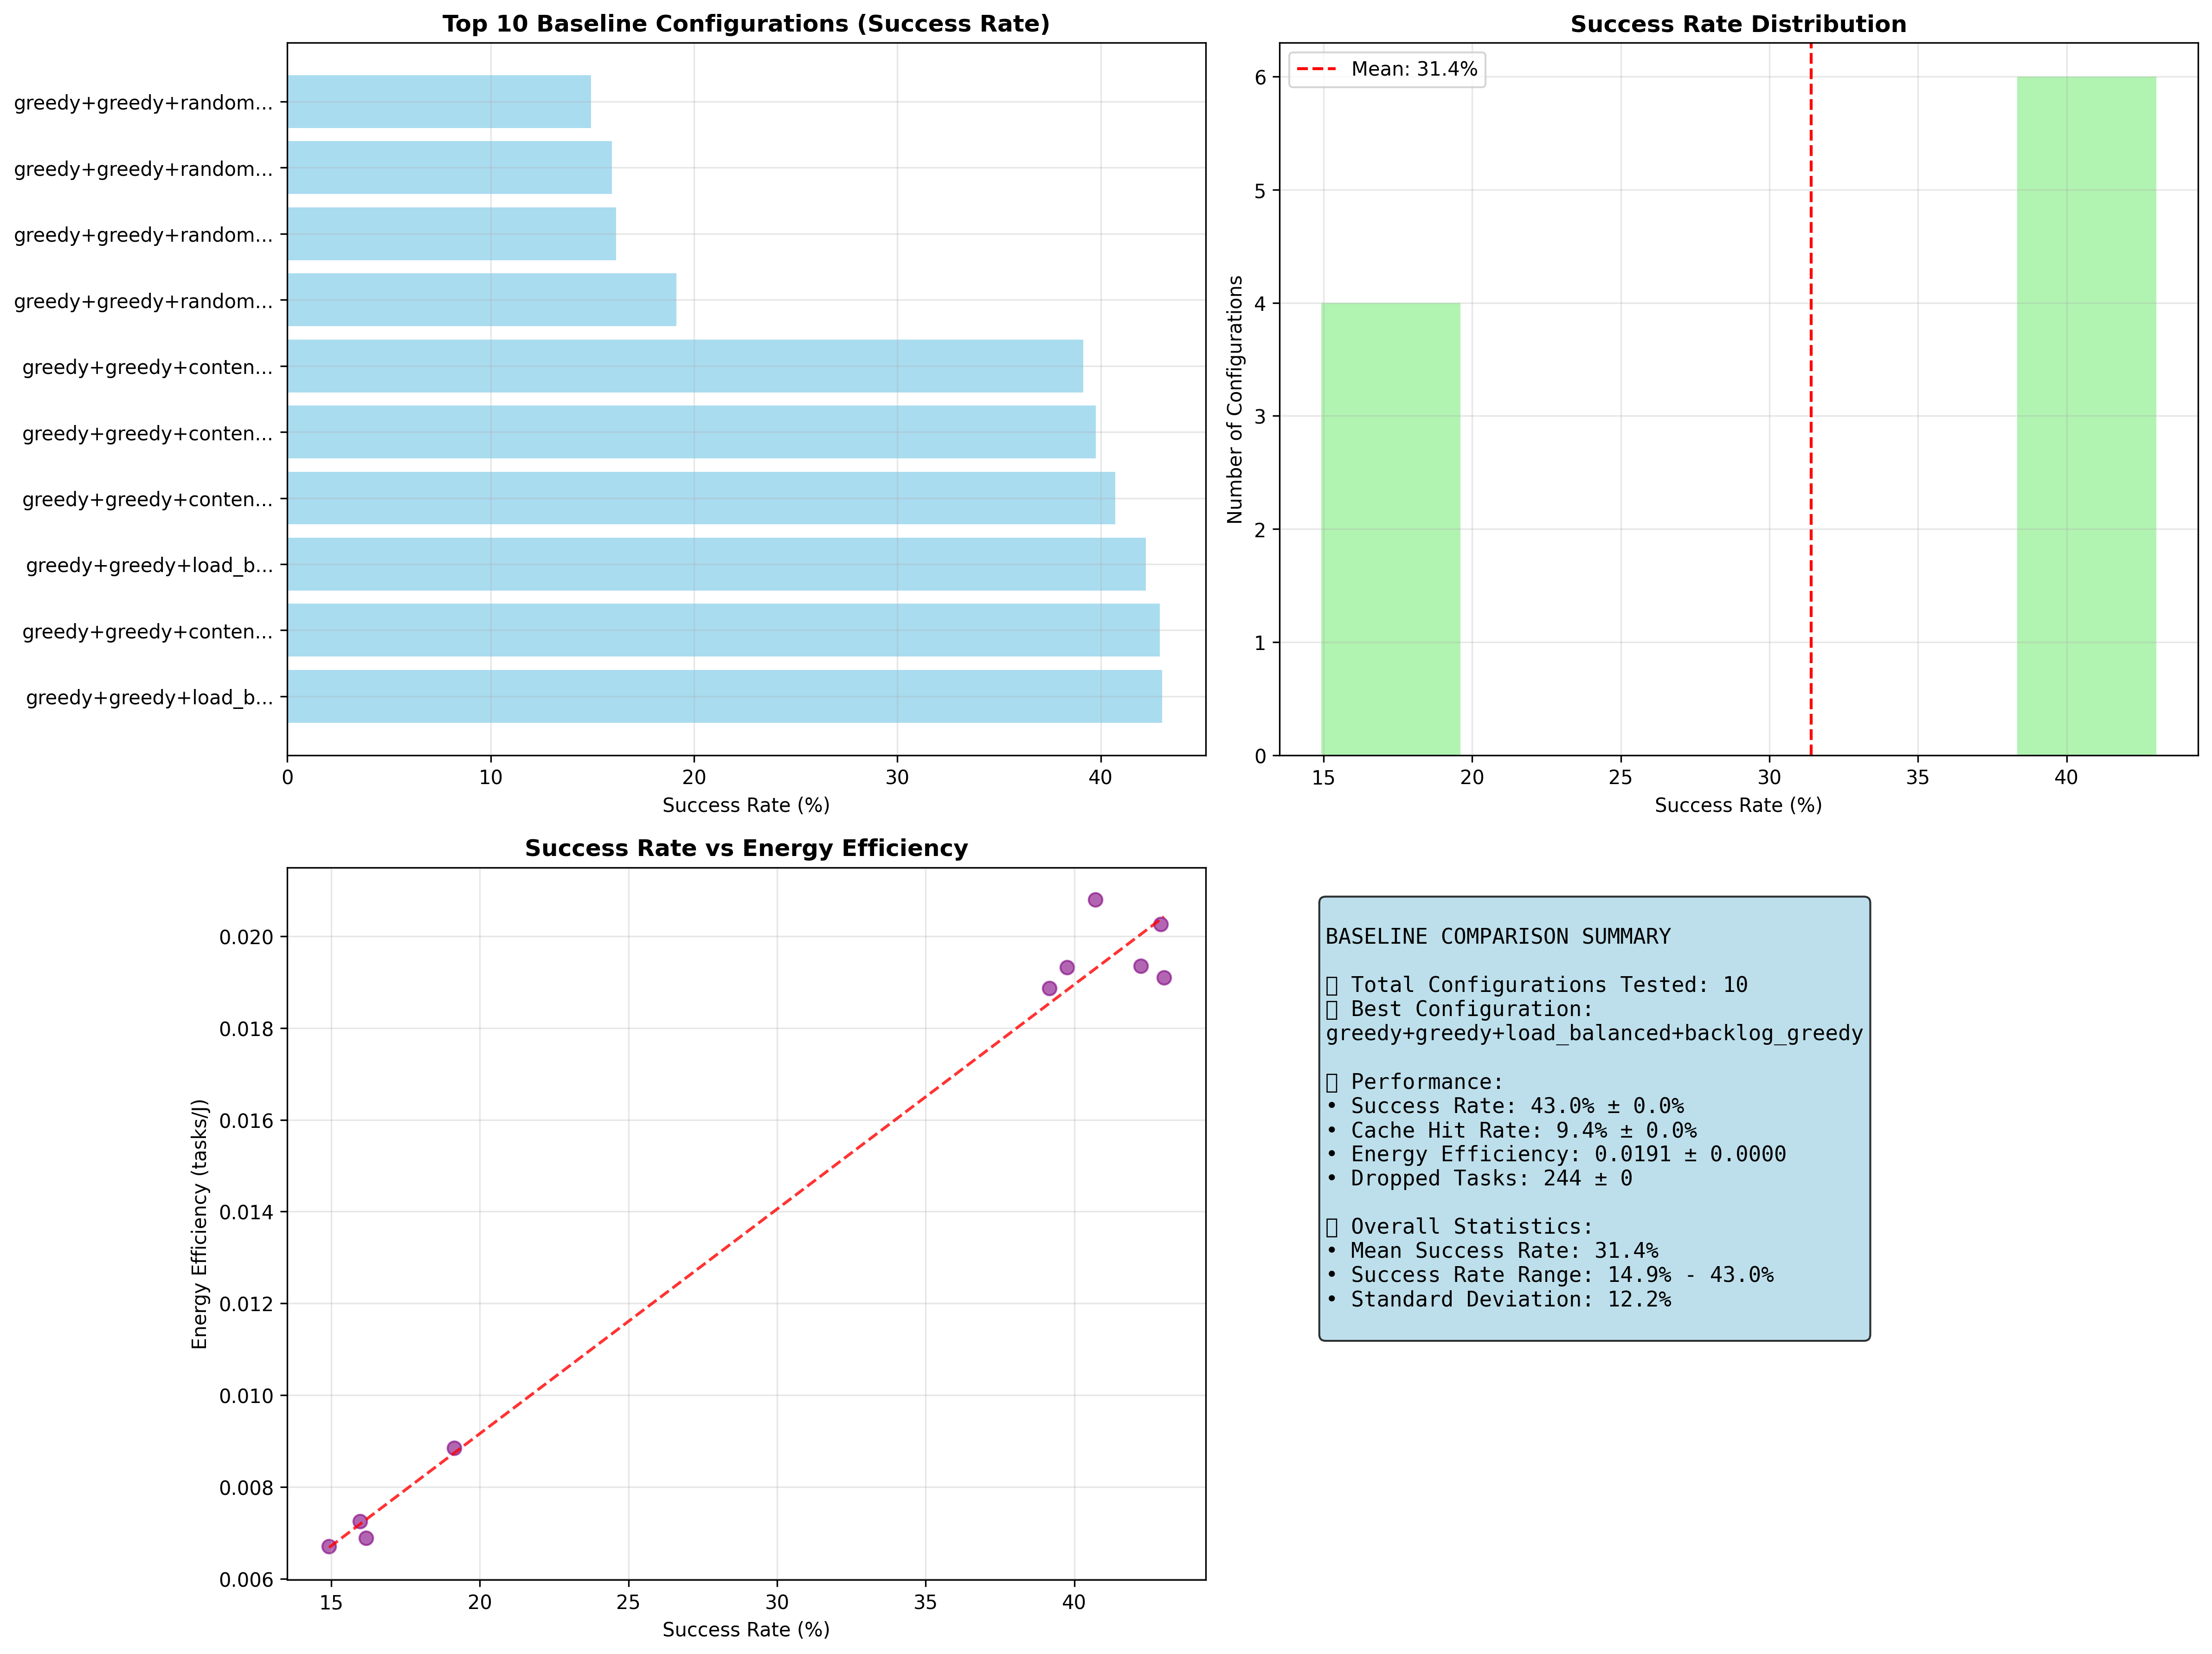 Top 10 Baseline Configurations (Success Rate)
greedy+greedy+random...
greedy+greedy+random...
greedy+greedy+random...
greedy+greedy+random...
greedy+greedy+conten...
greedy+greedy+conten...
greedy+greedy+conten...
greedy+greedy+load_b...
greedy+greedy+conten...
greedy+greedy+load_b...
0 10 20 30 40
Success Rate (%)
Success Rate Distribution
Mean: 31.4%
Number of Configurations
6
5
4
3
2
1
0
15 20 25 30 35 40
Success Rate (%)
Success Rate vs Energy Efficiency
Energy Efficiency (tasks/J)
0.020
0.018
0.016
0.014
0.012
0.010
0.008
0.006
15 20 25 30 35 40
Success Rate (%)
BASELINE COMPARISON SUMMARY
Total Configurations Tested: 10
Best Configuration:
greedy+greedy+load_balanced+backlog_greedy
Performance:
• Success Rate: 43.0% ± 0.0%
• Cache Hit Rate: 9.4% ± 0.0%
• Energy Efficiency: 0.0191 ± 0.0000
• Dropped Tasks: 244 ± 0
Overall Statistics:
• Mean Success Rate: 31.4%
• Success Rate Range: 14.9% - 43.0%
• Standard Deviation: 12.2%